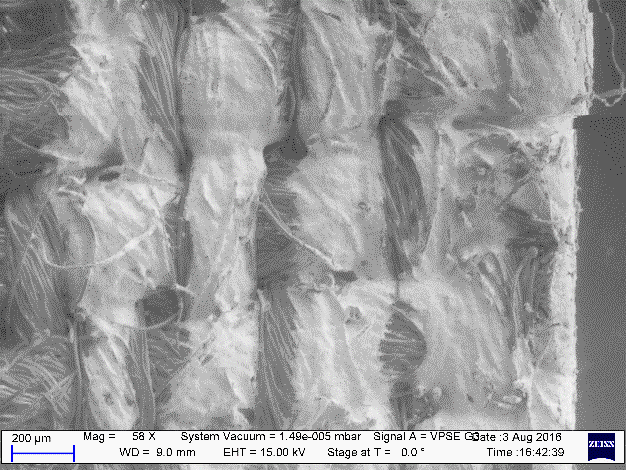 200 µm Mag = 58 X System Vacuum = 1.49e-005 mbar Signal A = VPSE G3 Date :3 Aug 2016 ZEISS
WD = 9.0 mm EHT = 15.00 kV Stage at T = 0.0 ° Time :16:42:39